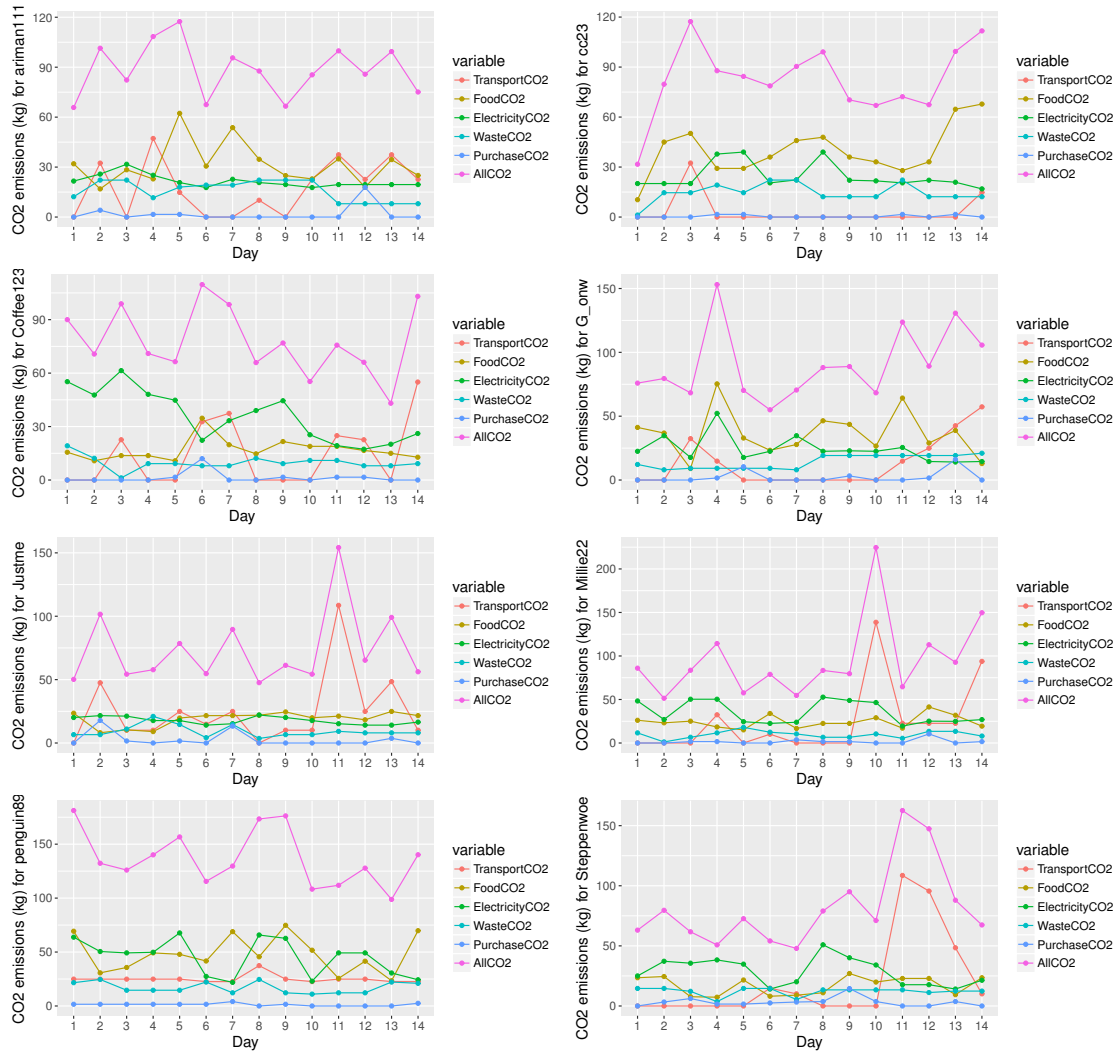 CO2 emissions (kg) for ariman111
120
90
60
30
0
1 2 3 4 5 6 7 8 9 10 11 12 13 14
Day
variable
TransportCO2
FoodCO2
ElectricityCO2
WasteCO2
PurchaseCO2
AllCO2
CO2 emissions (kg) for cc23
120
90
60
30
0
1 2 3 4 5 6 7 8 9 10 11 12 13 14
Day
variable
TransportCO2
FoodCO2
ElectricityCO2
WasteCO2
PurchaseCO2
AllCO2
CO2 emissions (kg) for Coffee123
90
60
30
0
1 2 3 4 5 6 7 8 9 10 11 12 13 14
Day
variable
TransportCO2
FoodCO2
ElectricityCO2
WasteCO2
PurchaseCO2
AllCO2
CO2 emissions (kg) for G_onw
150
100
50
0
1 2 3 4 5 6 7 8 9 10 11 12 13 14
Day
variable
TransportCO2
FoodCO2
ElectricityCO2
WasteCO2
PurchaseCO2
AllCO2
CO2 emissions (kg) for Justme
150
100
50
0
1 2 3 4 5 6 7 8 9 10 11 12 13 14
Day
variable
TransportCO2
FoodCO2
ElectricityCO2
WasteCO2
PurchaseCO2
AllCO2
CO2 emissions (kg) for Millie22
200
150
100
50
0
1 2 3 4 5 6 7 8 9 10 11 12 13 14
Day
variable
TransportCO2
FoodCO2
ElectricityCO2
WasteCO2
PurchaseCO2
AllCO2
CO2 emissions (kg) for penguin89
150
100
50
0
1 2 3 4 5 6 7 8 9 10 11 12 13 14
Day
variable
TransportCO2
FoodCO2
ElectricityCO2
WasteCO2
PurchaseCO2
AllCO2
CO2 emissions (kg) for Steppenwoe
150
100
50
0
1 2 3 4 5 6 7 8 9 10 11 12 13 14
Day
variable
TransportCO2
FoodCO2
ElectricityCO2
WasteCO2
PurchaseCO2
AllCO2